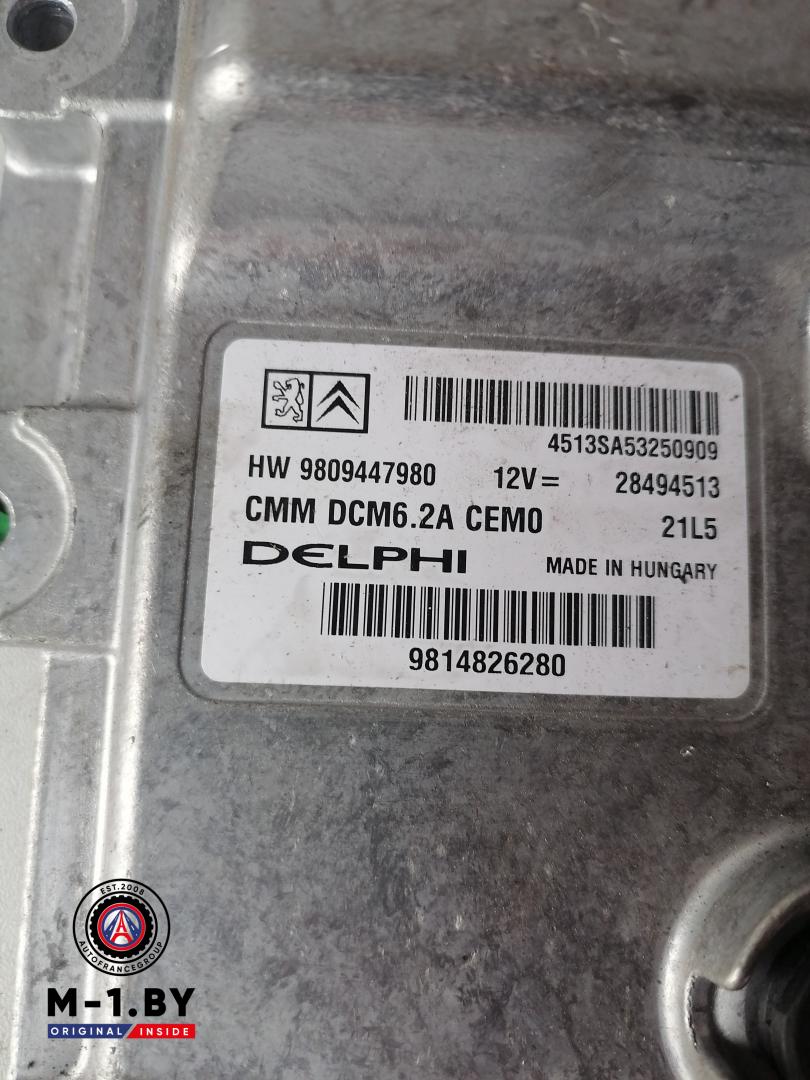 4513SA53250909
HW 9809447980 12V= 28494513
CMM DCM6.2A CEM0 21L5
DELPHI MADE IN HUNGARY
9814826280
EST.2008
AUTOFRANCEGROUP
M-1.BY
ORIGINAL INSIDE